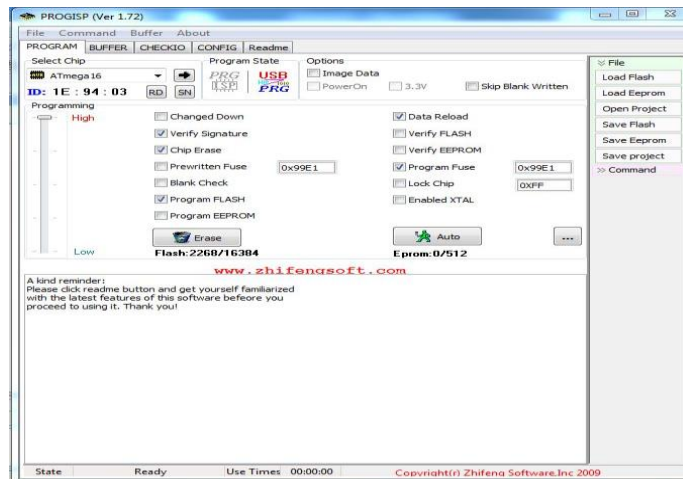 PROGISP (Ver 1.72)
File Command Buffer About
PROGRAM BUFFER CHECKIO CONFIG Readme
Select Chip Program State Options
ATmega16 PRG ISP USB PRG Image Data
PowerOn 3.3V Skip Blank Written
ID: 1E : 94 : 03 RD SN
Programming
High Changed Down Data Reload
Verify Signature Verify FLASH
Chip Erase Verify EEPROM
Prewritten Fuse 0x99E1 Program Fuse 0x99E1
Blank Check Lock Chip 0XFF
Program FLASH Enabled XTAL
Program EEPROM
Erase Auto ...
Low Flash:2268/16384 Eprom:0/512
www.zhifengsoft.com
A kind reminder:
Please click readme button and get yourself familiarized
with the latest features of this software befeore you
proceed to using it. Thank you!
File
Load Flash
Load Eeprom
Open Project
Save Flash
Save Eeprom
Save project
Command
State Ready Use Times 00:00:00 Copyright(r) Zhifeng Software,Inc 2009